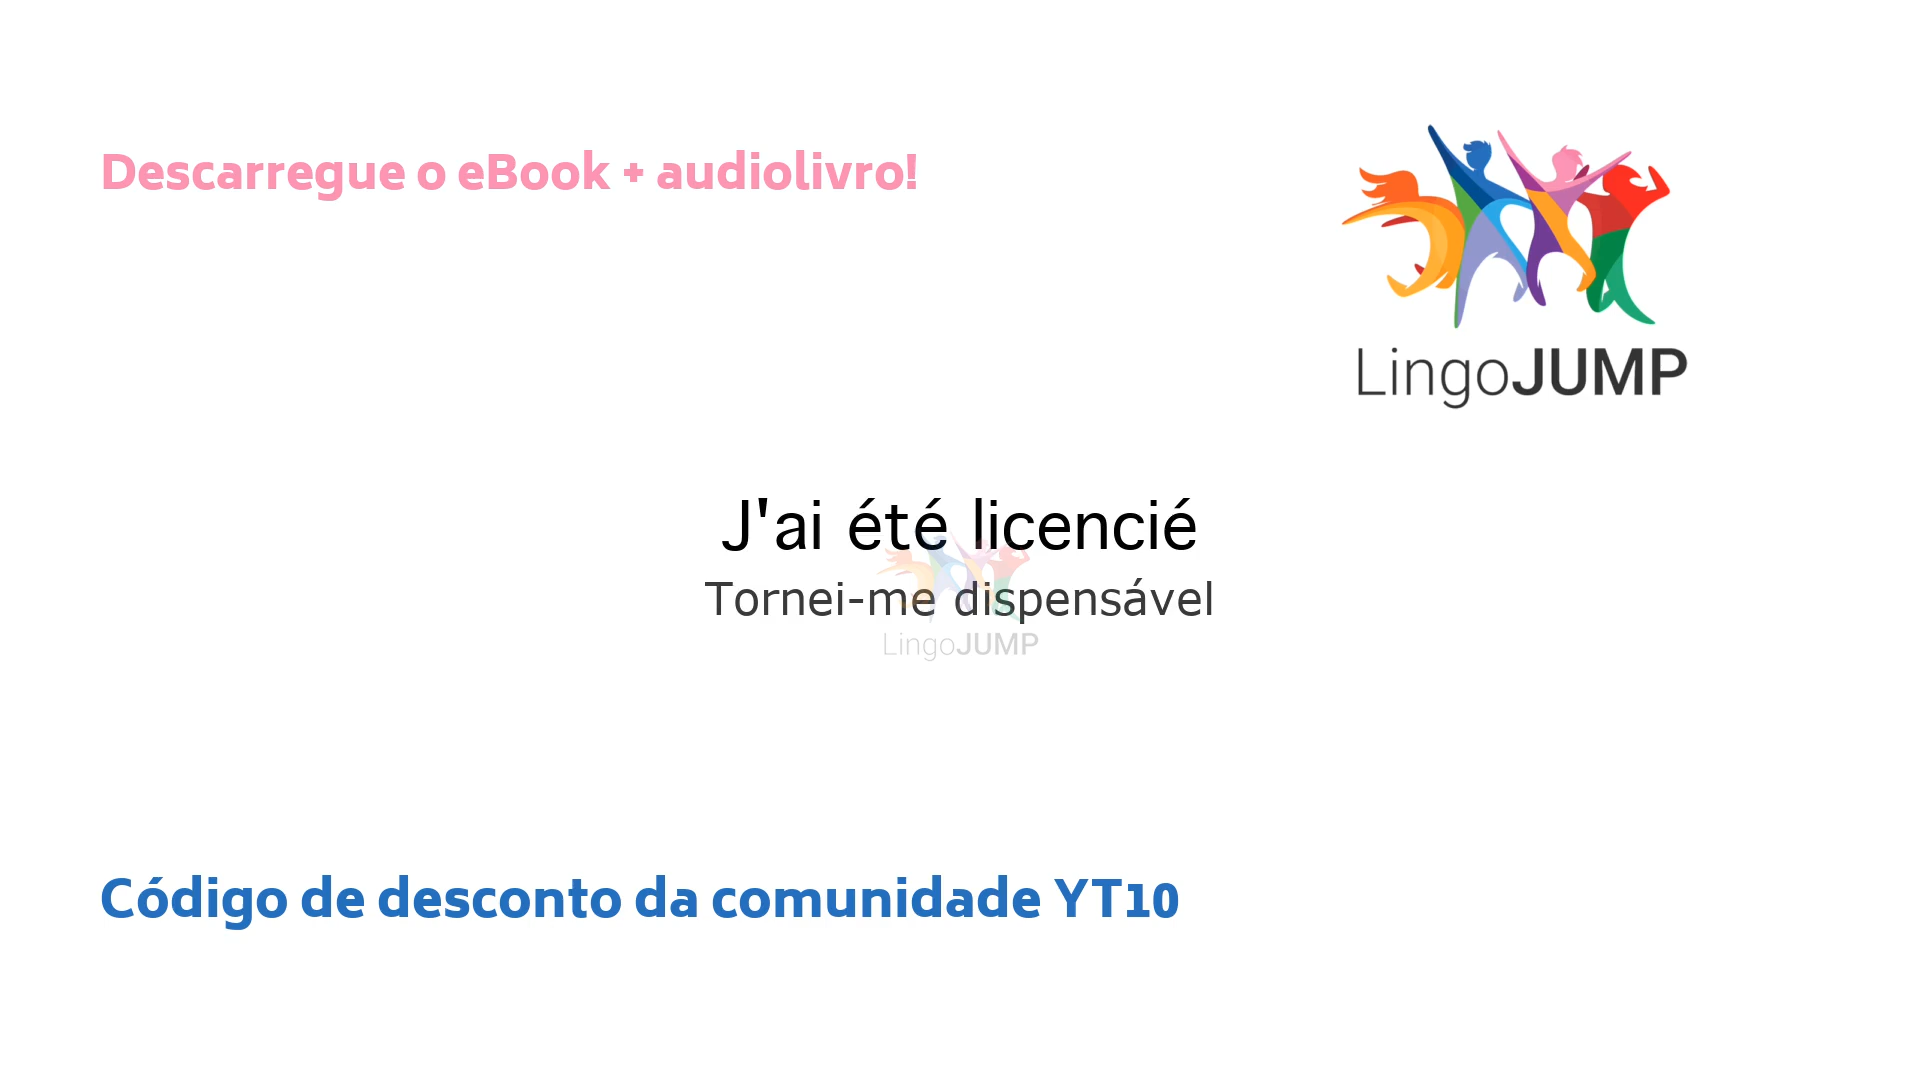 Descarregue o eBook + audiolivro!
LingoJUMP
J'ai été licencié
Tornei-me dispensável
LingoJUMP
Código de desconto da comunidade YT10